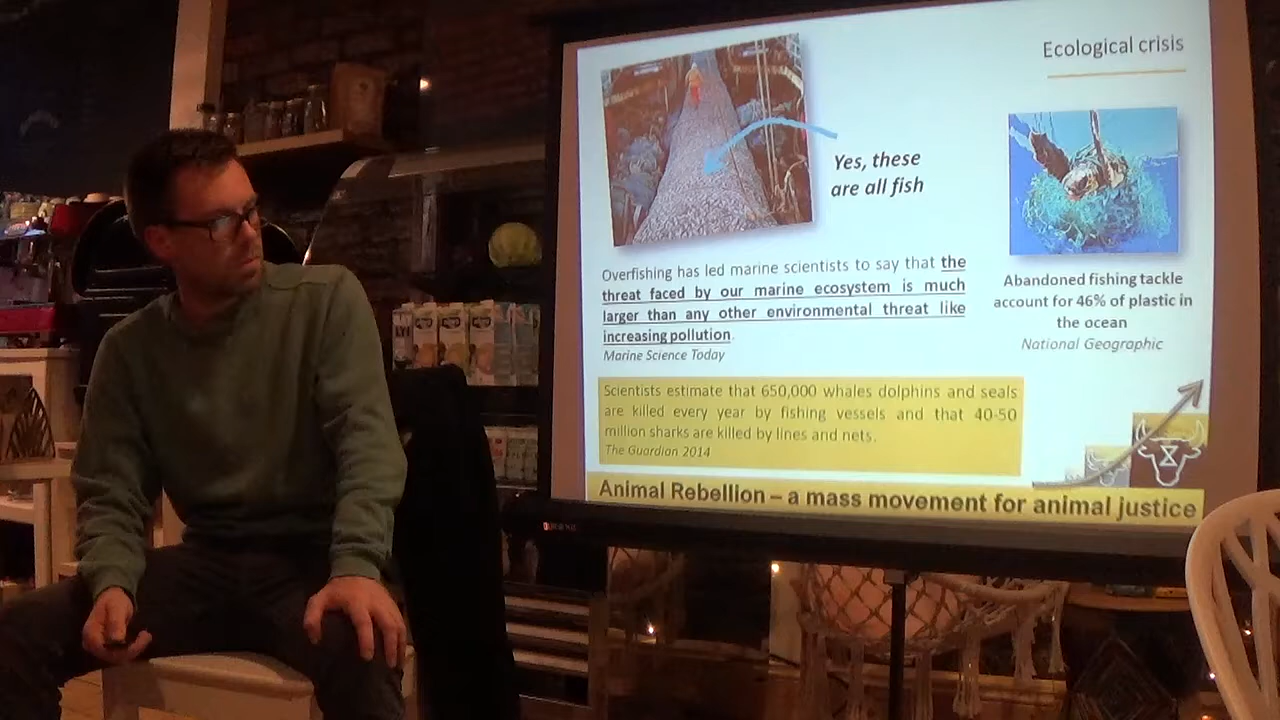 Ecological crisis
Yes, these
are all fish
Overfishing has led marine scientists to say that the
threat faced by our marine ecosystem is much
larger than any other environmental threat like
increasing pollution.
Marine Science Today
Abandoned fishing tackle
account for 46% of plastic in
the ocean
National Geographic
Scientists estimate that 650,000 whales dolphins and seals
are killed every year by fishing vessels and that 40-50
million sharks are killed by lines and nets.
The Guardian 2014
Animal Rebellion – a mass movement for animal justice